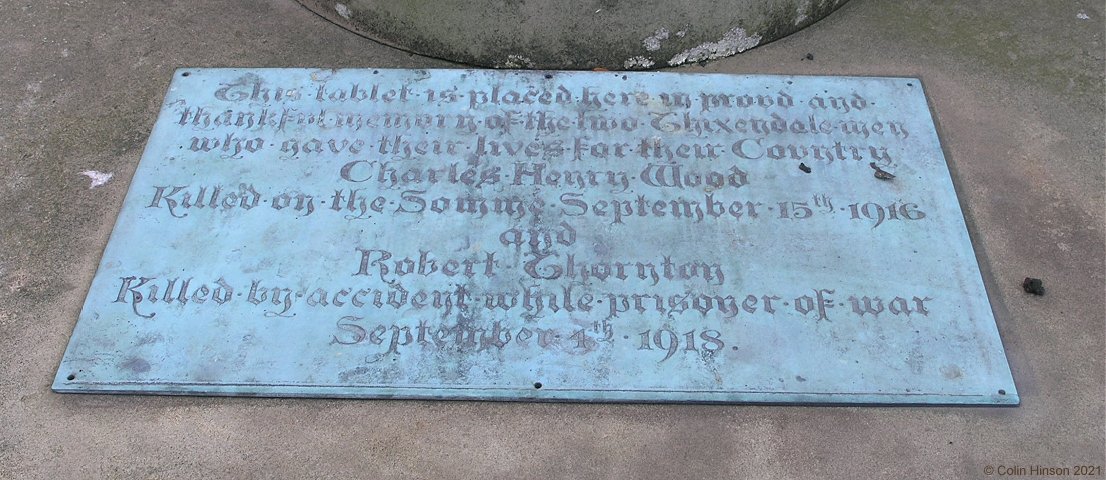 This · tablet · is · placed · here · in · proud · and ·
thankful · memory · of · the · two · Thixendale · men
who · gave · their · lives · for · their · Country
Charles · Henry · Wood
Killed · on · the · Somme · September · 15th · 1916
and
Robert · Thornton
Killed · by · accident · while · prisoner · of · war
September · 4th · 1918.
© Colin Hinson 2021